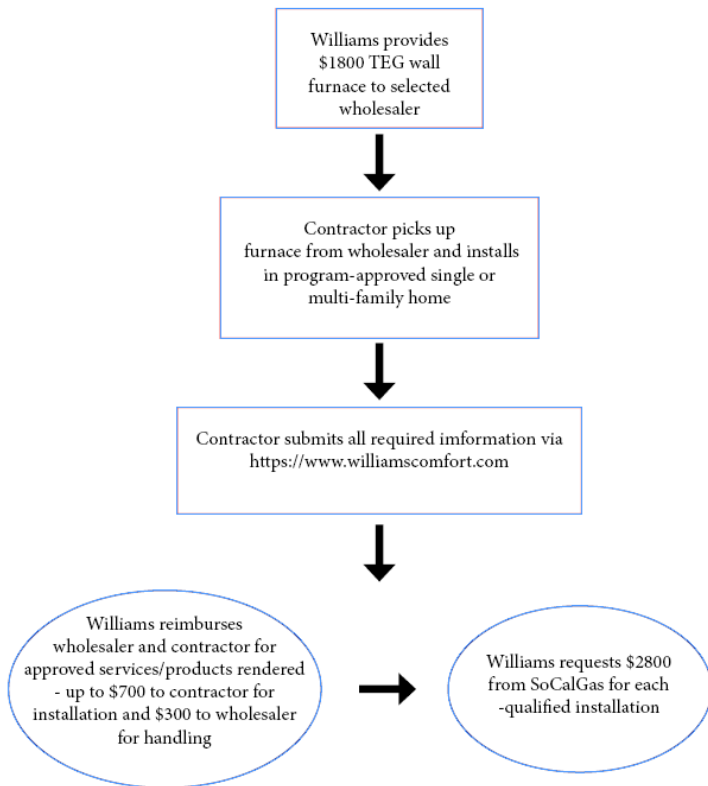 Williams provides
$1800 TEG wall
furnace to selected
wholesaler
Contractor picks up
furnace from wholesaler and installs
in program-approved single or
multi-family home
Contractor submits all required imformation via
https://www.williamscomfort.com
Williams reimburses
wholesaler and contractor for
approved services/products rendered
- up to $700 to contractor for
installation and $300 to wholesaler
for handling
Williams requests $2800
from SoCalGas for each
-qualified installation